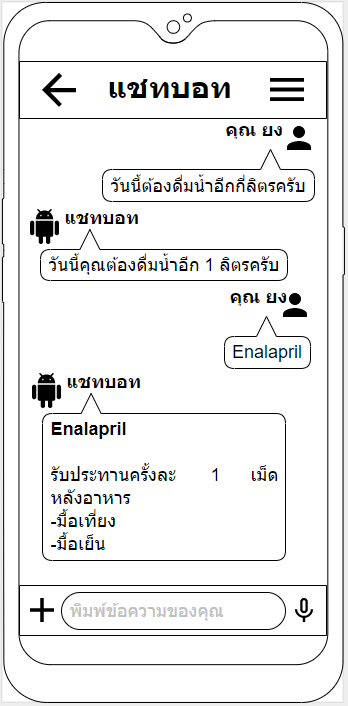 แชทบอท
คุณ ยง
วันนี้ต้องดื่มน้ำอีกกี่ลิตรครับ
แชทบอท
วันนี้คุณต้องดื่มน้ำอีก 1 ลิตรครับ
คุณ ยง
Enalapril
แชทบอท
Enalapril
รับประทานครั้งละ 1 เม็ด
หลังอาหาร
-มื้อเที่ยง
-มื้อเย็น
พิมพ์ข้อความของคุณ